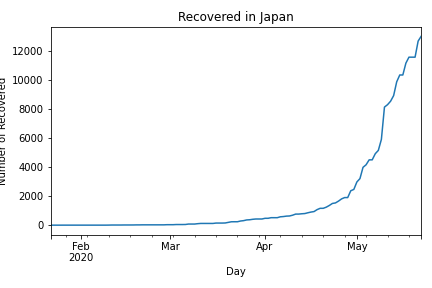 Recovered in Japan
12000
10000
8000
6000
4000
2000
0
Number of Recovered
Feb
2020
Mar
Apr
May
Day